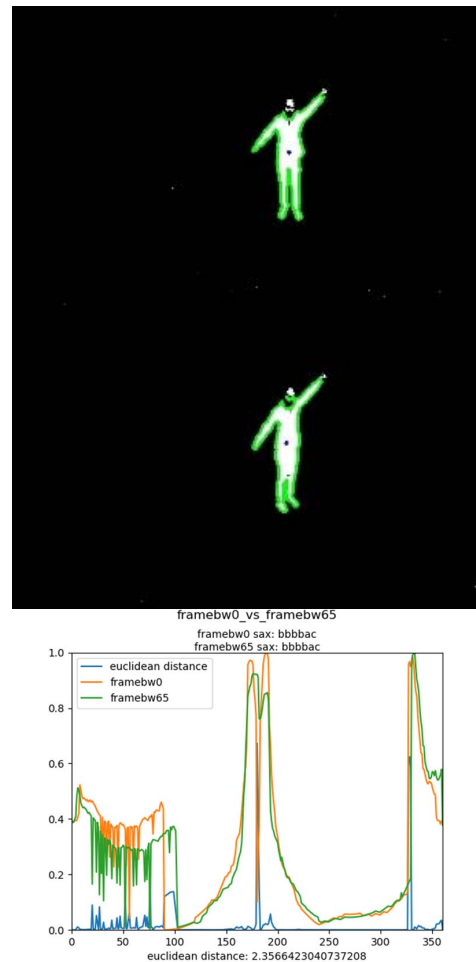 framebw0_vs_framebw65
framebw0 sax: bbbbac
framebw65 sax: bbbbac
1.0
0.8
0.6
0.4
0.2
0.0
euclidean distance
framebw0
framebw65
0 50 100 150 200 250 300 350
euclidean distance: 2.3566423040737208